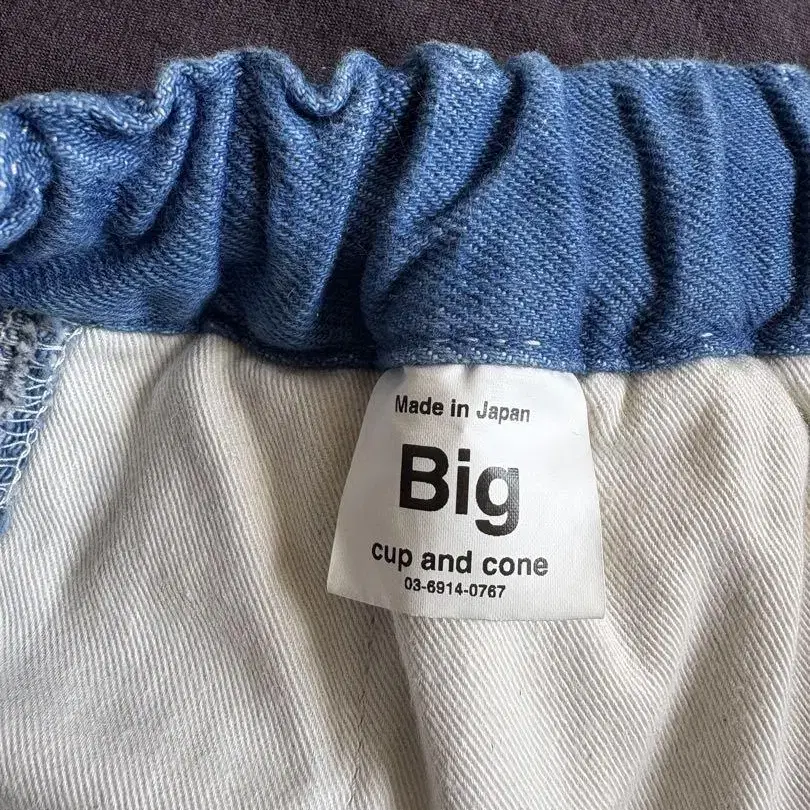 Made in Japan
Big
cup and cone
03-6914-0767